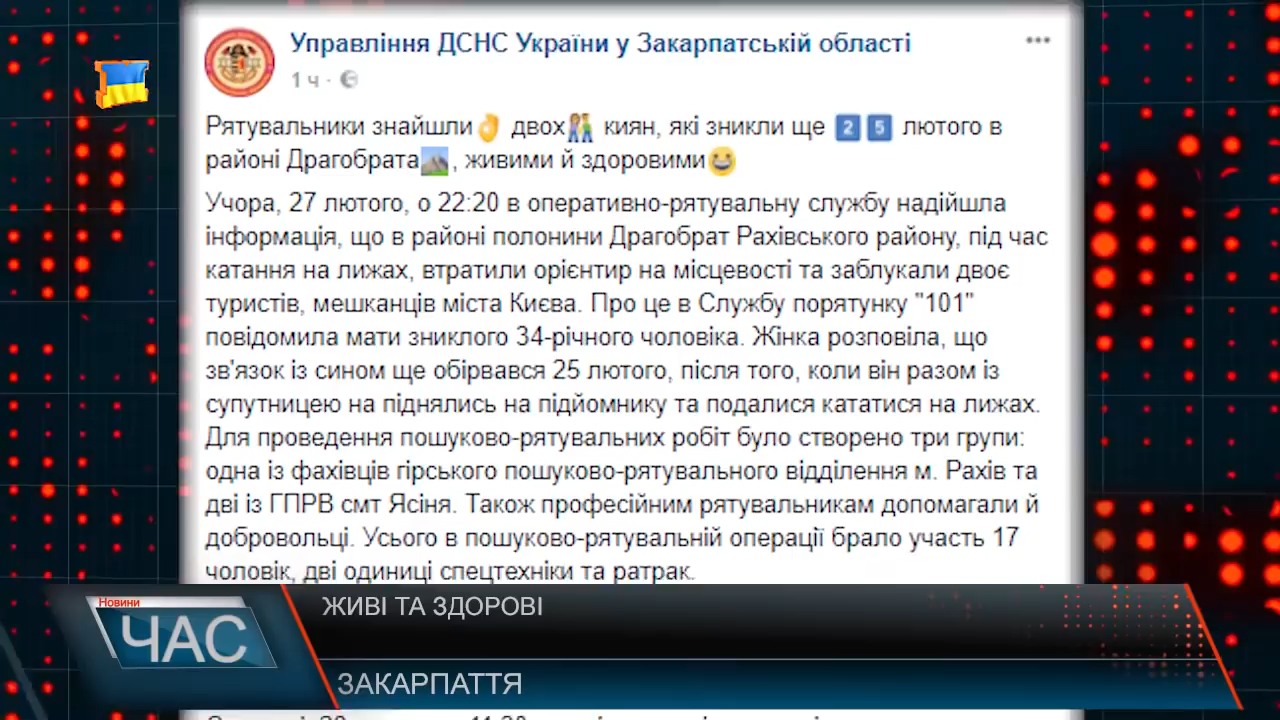 Управління ДСНС України у Закарпатській області
1 ч ·
Рятувальники знайшли👌 двох👫 киян, які зникли ще 2️⃣5️⃣ лютого в
районі Драгобрата🏔, живими й здоровими😀
Учора, 27 лютого, о 22:20 в оперативно-рятувальну службу надійшла
інформація, що в районі полонини Драгобрат Рахівського району, під час
катання на лижах, втратили орієнтир на місцевості та заблукали двоє
туристів, мешканців міста Києва. Про це в Службу порятунку "101"
повідомила мати зниклого 34-річного чоловіка. Жінка розповіла, що
зв'язок із сином ще обірвався 25 лютого, після того, коли він разом із
супутницею на піднялись на підйомнику та подалися кататися на лижах.
Для проведення пошуково-рятувальних робіт було створено три групи:
одна із фахівців гірського пошуково-рятувального відділення м. Рахів та
дві із ГПРВ смт Ясіня. Також професійним рятувальникам допомагали й
добровольці. Усього в пошуково-рятувальній операції брало участь 17
чоловік, дві одиниці спецтехніки та ратрак.
Новини
ЧАС
ЖИВІ ТА ЗДОРОВІ
ЗАКАРПАТТЯ